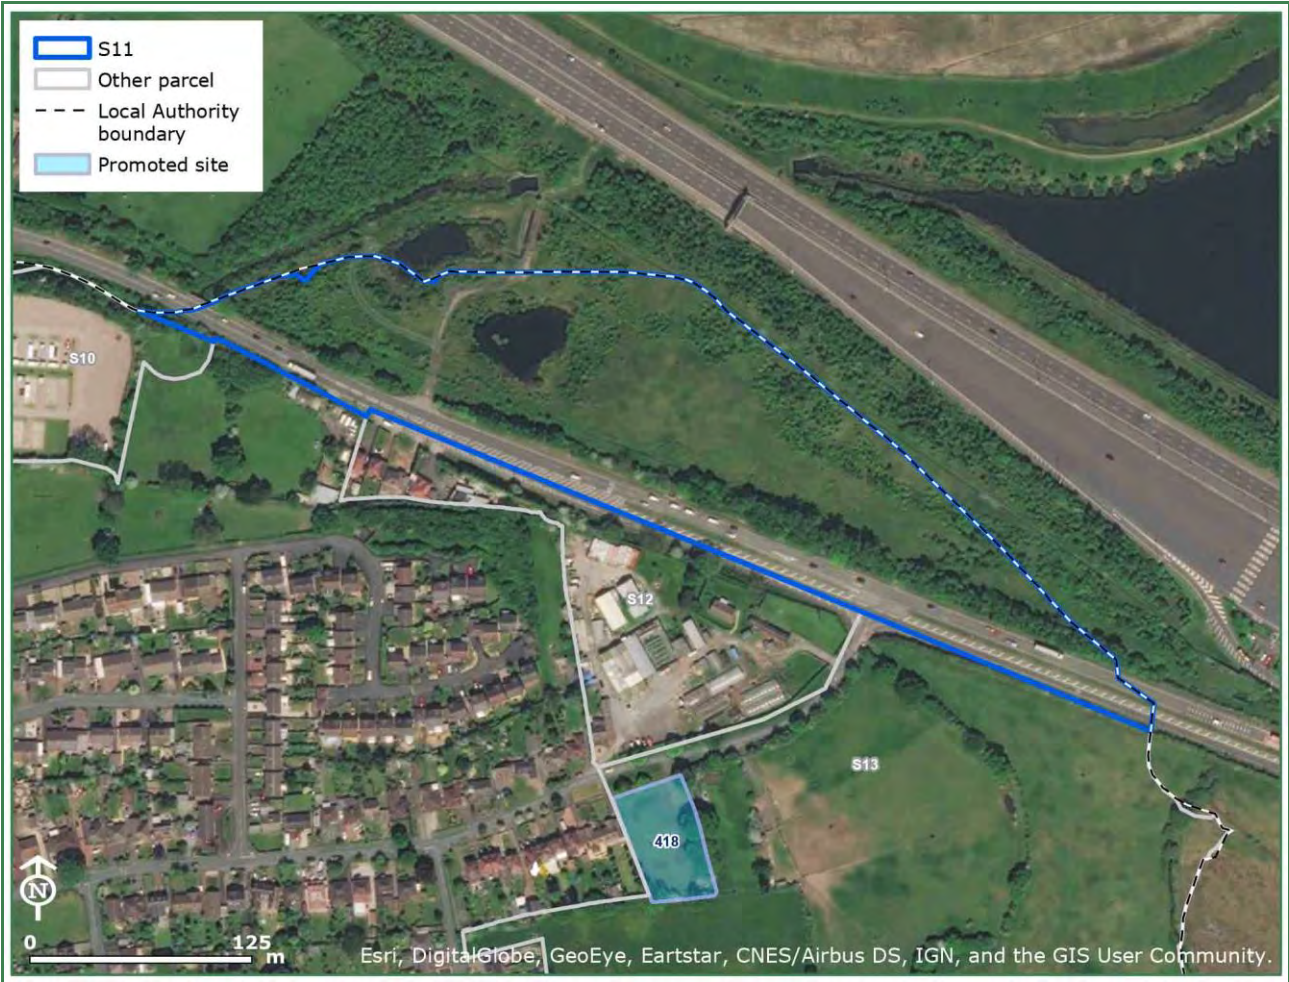 S11
Other parcel
Local Authority
boundary
Promoted site
S10
S12
S13
418
N
0 125
m
Esri, DigitalGlobe, GeoEye, Eartstar, CNES/Airbus DS, IGN, and the GIS User Community.